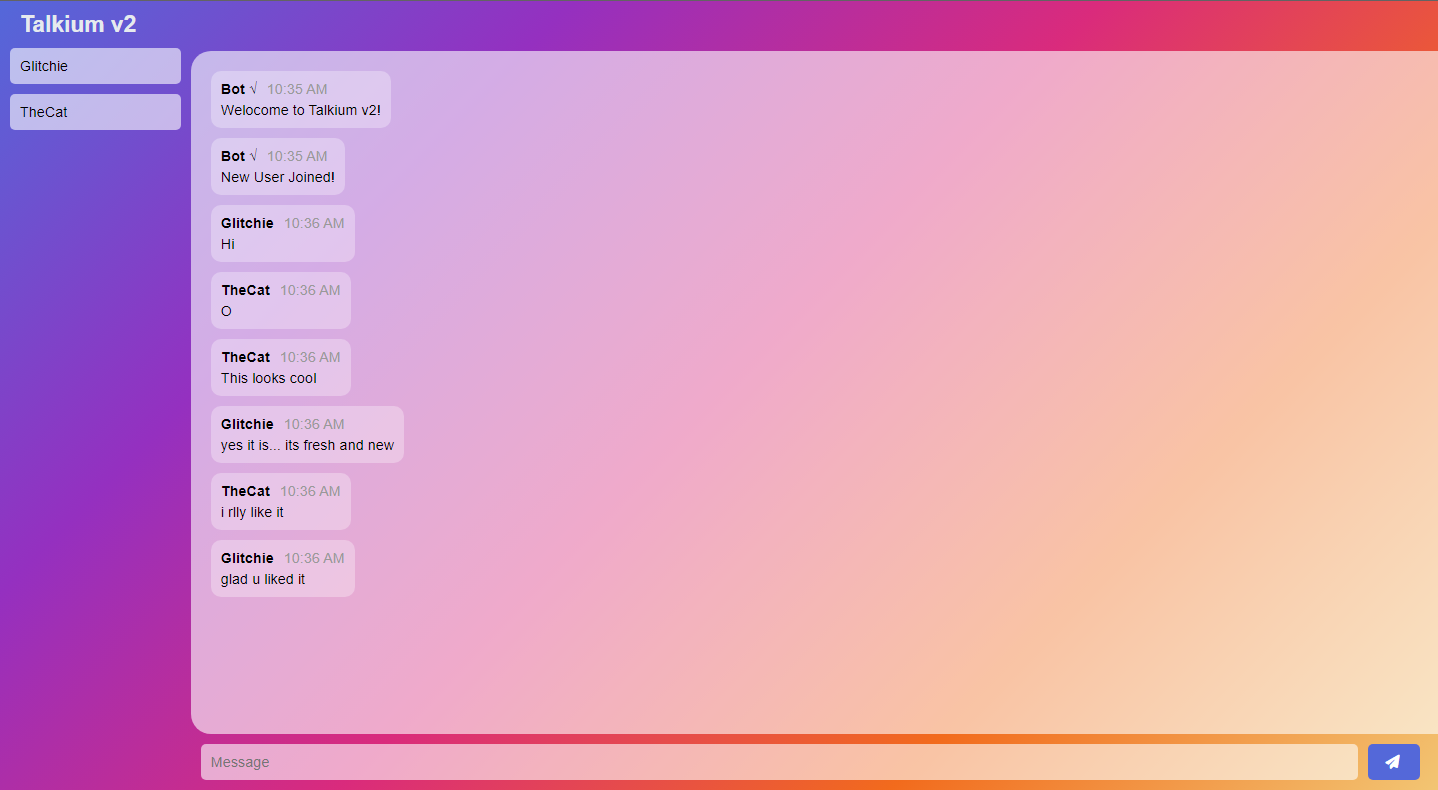 Talkium v2
Glitchie
TheCat
Bot √ 10:35 AM
Welocome to Talkium v2!
Bot √ 10:35 AM
New User Joined!
Glitchie 10:36 AM
Hi
TheCat 10:36 AM
O
TheCat 10:36 AM
This looks cool
Glitchie 10:36 AM
yes it is... its fresh and new
TheCat 10:36 AM
i rlly like it
Glitchie 10:36 AM
glad u liked it
Message